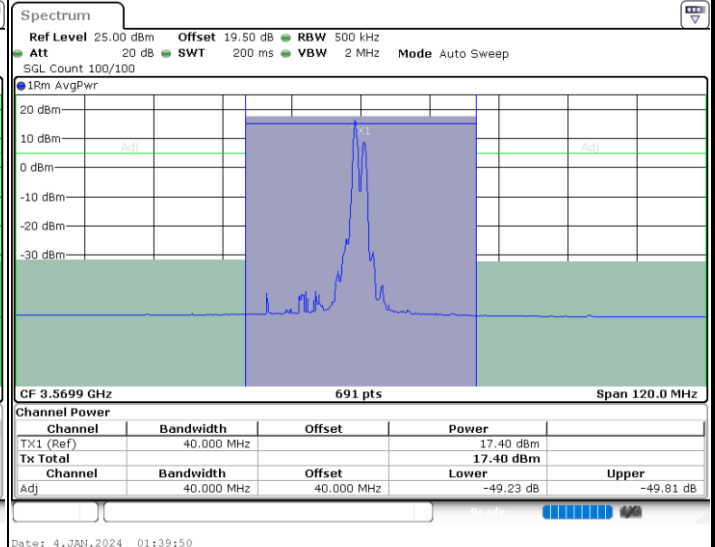 Spectrum
Ref Level 25.00 dBm Offset 19.50 dB RBW 500 kHz
Att 20 dB SWT 200 ms VBW 2 MHz Mode Auto Sweep
SGL Count 100/100
1Rm AvgPwr
20 dBm
TX1
10 dBm
Adj Adj
0 dBm
-10 dBm
-20 dBm
-30 dBm
CF 3.5699 GHz 691 pts Span 120.0 MHz
Channel Power
Channel Bandwidth Offset Power
TX1 (Ref) 40.000 MHz 17.40 dBm
Tx Total 17.40 dBm
Channel Bandwidth Offset Lower Upper
Adj 40.000 MHz 40.000 MHz -49.23 dB -49.81 dB
Ready
Date: 4.JAN.2024 01:39:50